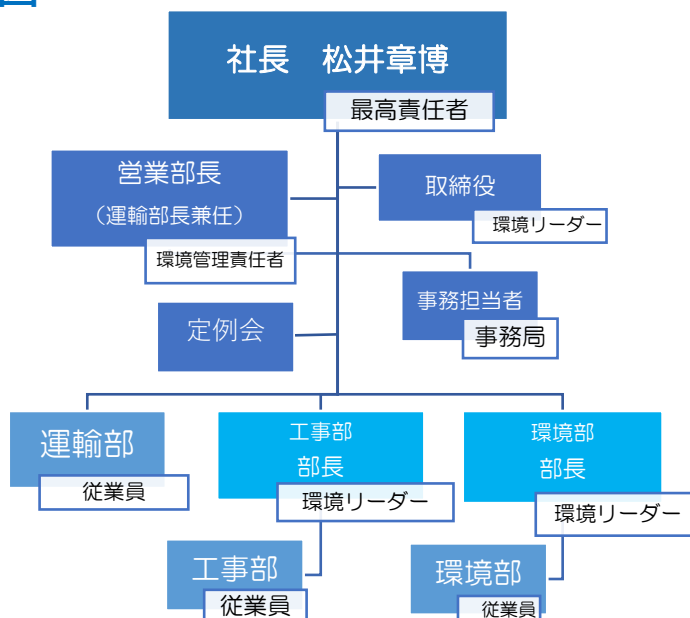 図
社長　松井章博
最高責任者
営業部長
（運輸部長兼任）
環境管理責任者
取締役
環境リーダー
事務担当者
事務局
定例会
運輸部
従業員
工事部
部長
環境リーダー
環境部
部長
環境リーダー
工事部
従業員
環境部
従業員